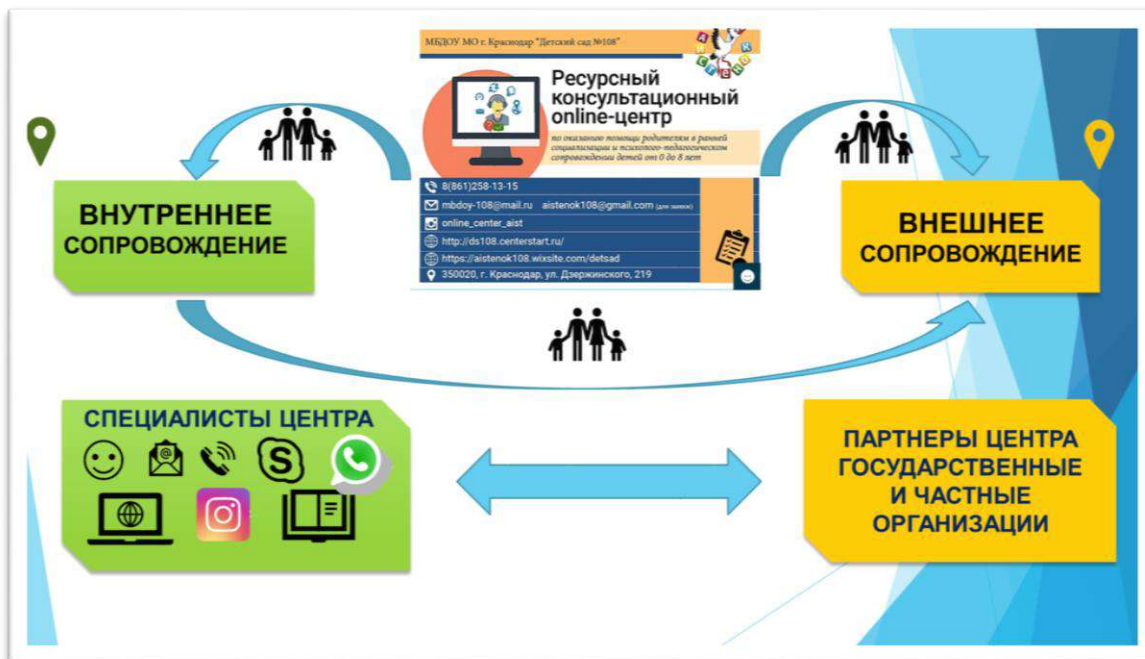 МБДОУ МО г. Краснодар "Детский сад №108"
АИСТЁНОК
Ресурсный
консультационный
online-центр
по оказанию помощи родителям в ранней
социализации и психолого-педагогическом
сопровождении детей от 0 до 8 лет
8(861)258-13-15
mbdoy-108@mail.ru aistenok108@gmail.com (для заявок)
online_center_aist
http://ds108.centerstart.ru/
https://aistenok108.wixsite.com/detsad
350020, г. Краснодар, ул. Дзержинского, 219
ВНУТРЕННЕЕ
СОПРОВОЖДЕНИЕ
ВНЕШНЕЕ
СОПРОВОЖДЕНИЕ
СПЕЦИАЛИСТЫ ЦЕНТРА
ПАРТНЕРЫ ЦЕНТРА
ГОСУДАРСТВЕННЫЕ
И ЧАСТНЫЕ
ОРГАНИЗАЦИИ